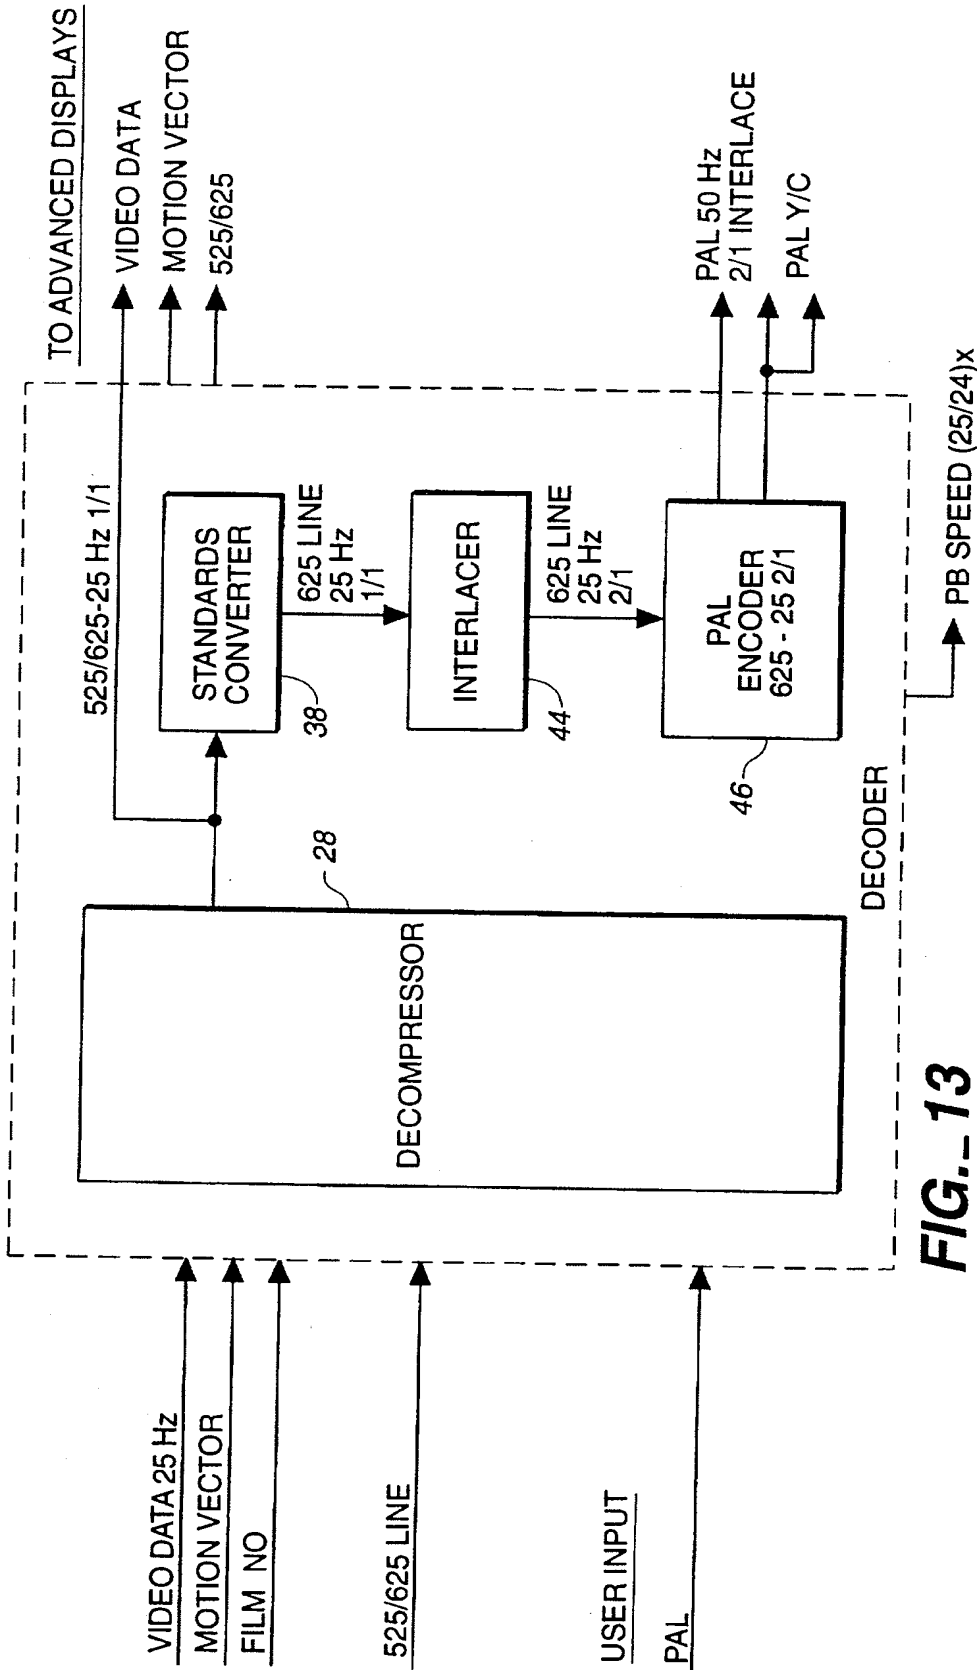 VIDEO DATA 25 Hz
MOTION VECTOR
FILM NO
525/625 LINE
USER INPUT
PAL
DECOMPRESSOR
28
525/625-25 Hz 1/1
STANDARDS
CONVERTER
38
625 LINE
25 Hz
1/1
INTERLACER
44
625 LINE
25 Hz
2/1
PAL
ENCODER
625 - 25 2/1
46
DECODER
TO ADVANCED DISPLAYS
VIDEO DATA
MOTION VECTOR
525/625
PAL 50 Hz
2/1 INTERLACE
PAL Y/C
PB SPEED (25/24)x
FIG._13